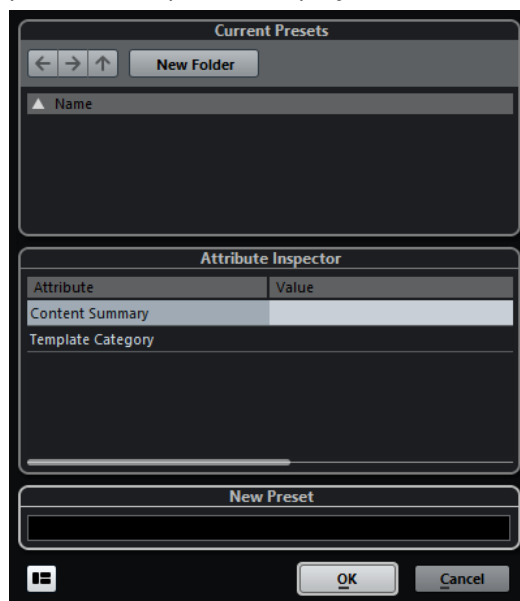 Current Presets
New Folder
Name
Attribute Inspector
Attribute Value
Content Summary
Template Category
New Preset
OK Cancel